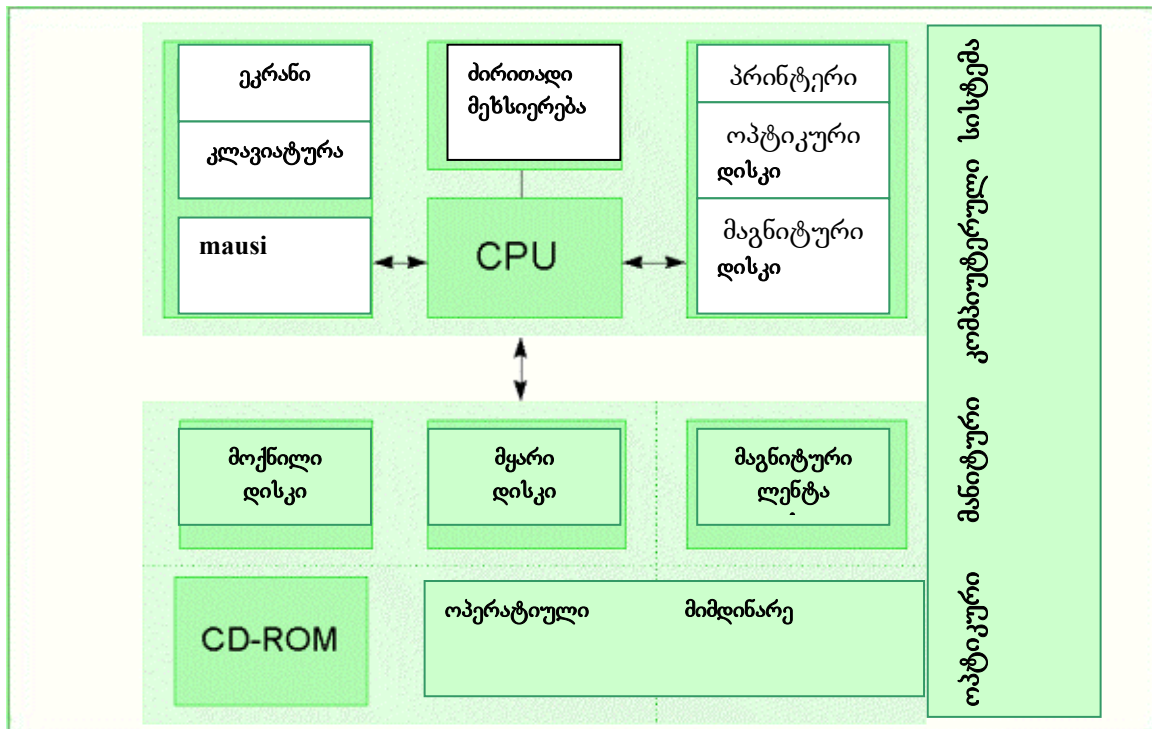 ეკრანი
კლავიატურა
mausi
ძირითადი
მეხსიერება
CPU
პრინტერი
ოპტიკური
დისკი
მაგნიტური
დისკი
მოქნილი
დისკი
მყარი
დისკი
მაგნიტური
ლენტა
CD-ROM
ოპერატიული მიმდინარე
ოპტიკური მანიტური კომპიუტერული სისტემა